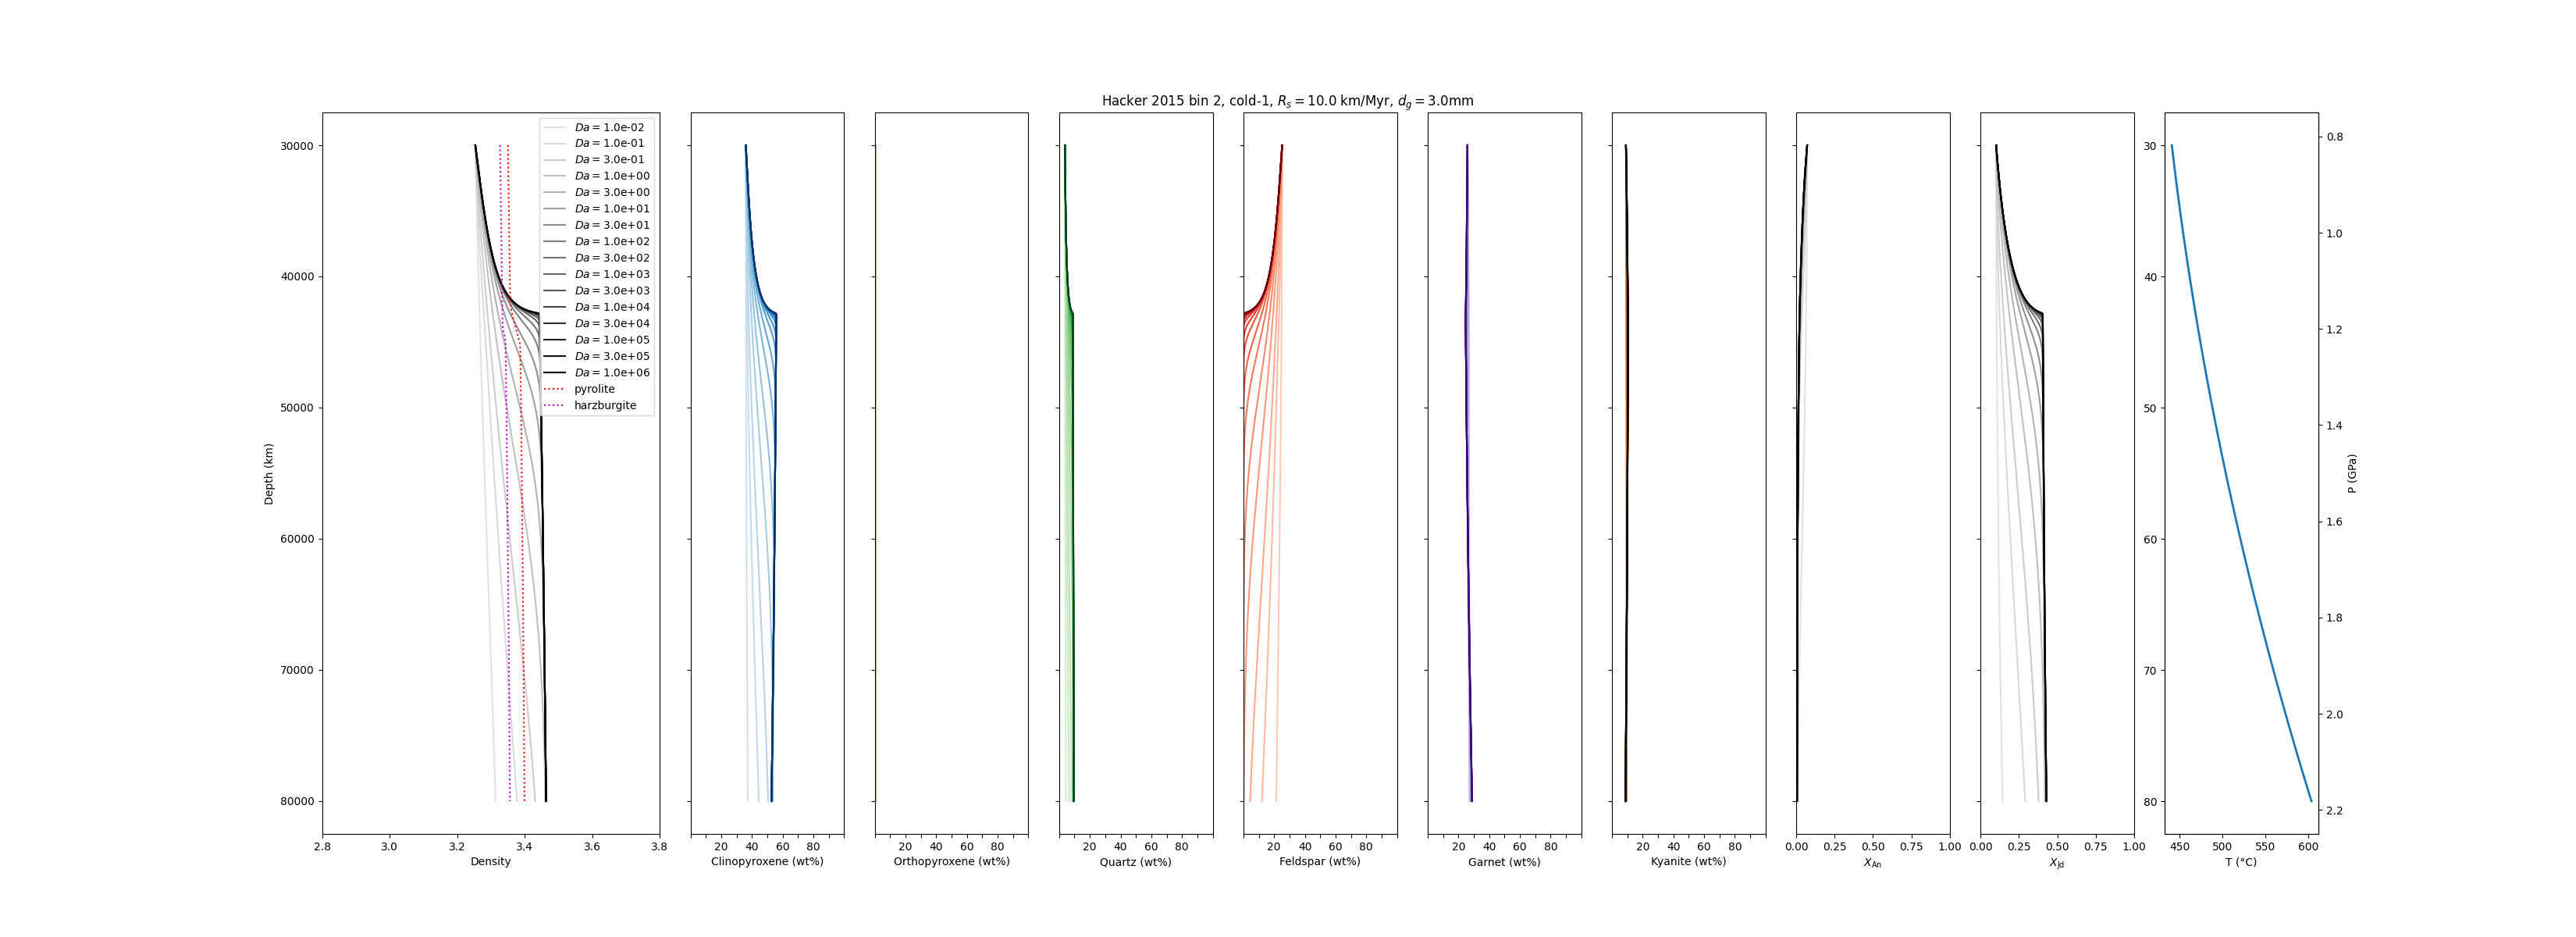 Hacker 2015 bin 2, cold-1, R_s = 10.0 km/Myr, d_g = 3.0mm
Da = 1.0e-02
Da = 1.0e-01
Da = 3.0e-01
Da = 1.0e+00
Da = 3.0e+00
Da = 1.0e+01
Da = 3.0e+01
Da = 1.0e+02
Da = 3.0e+02
Da = 1.0e+03
Da = 3.0e+03
Da = 1.0e+04
Da = 3.0e+04
Da = 1.0e+05
Da = 3.0e+05
Da = 1.0e+06
pyrolite
harzburgite
Depth (km)
30000
40000
50000
60000
70000
80000
2.8 3.0 3.2 3.4 3.6 3.8
Density
20 40 60 80
Clinopyroxene (wt%)
20 40 60 80
Orthopyroxene (wt%)
20 40 60 80
Quartz (wt%)
20 40 60 80
Feldspar (wt%)
20 40 60 80
Garnet (wt%)
20 40 60 80
Kyanite (wt%)
0.00 0.25 0.50 0.75 1.00
X_An
0.00 0.25 0.50 0.75 1.00
X_Jd
30
40
50
60
70
80
450 500 550 600
T (°C)
0.8
1.0
1.2
1.4
1.6
1.8
2.0
2.2
P (GPa)